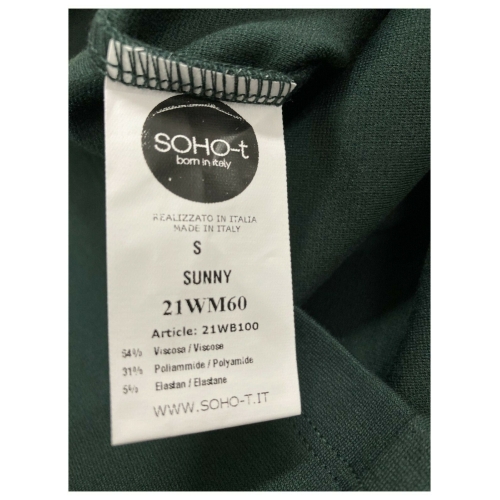 SOHO-t
born in italy
REALIZZATO IN ITALIA
MADE IN ITALY
S
SUNNY
21WM60
Article: 21WB100
64% Viscosa / Viscose
31% Poliammide / Polyamide
5% Elastan / Elastane
WWW.SOHO-T.IT